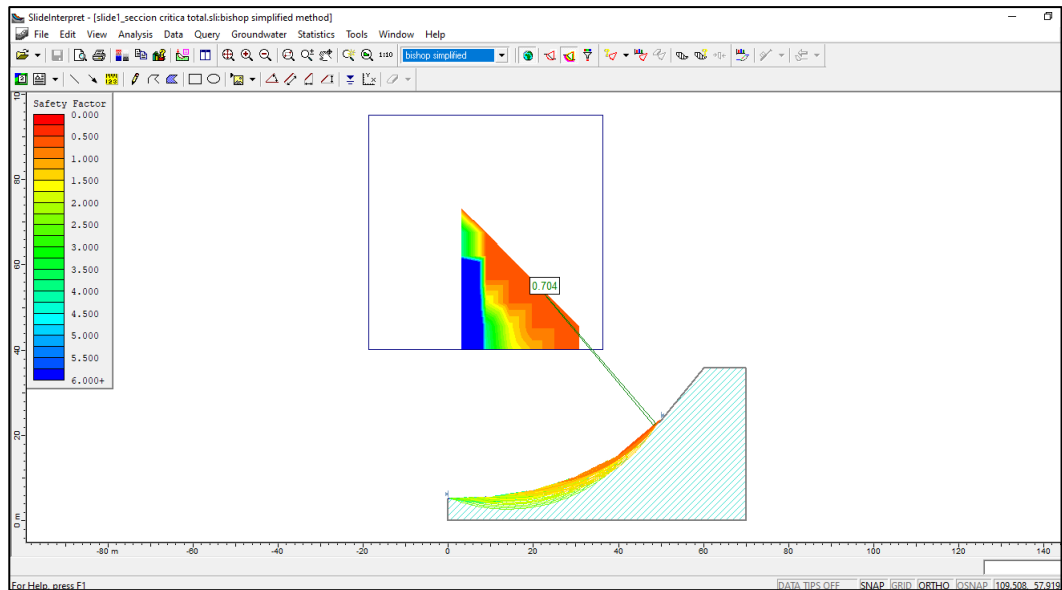 SlideInterpret - [slide1_seccion critica total.sli:bishop simplified method]
File Edit View Analysis Data Query Groundwater Statistics Tools Window Help
1:10 bishop simplified
Safety Factor
0.000
0.500
1.000
1.500
2.000
2.500
3.000
3.500
4.000
4.500
5.000
5.500
6.000+
80
60
40
20
0 m
0.704
-80 m -60 -40 -20 0 20 40 60 80 100 120 140
For Help, press F1
DATA TIPS OFF SNAP GRID ORTHO OSNAP 109.508, 57.919